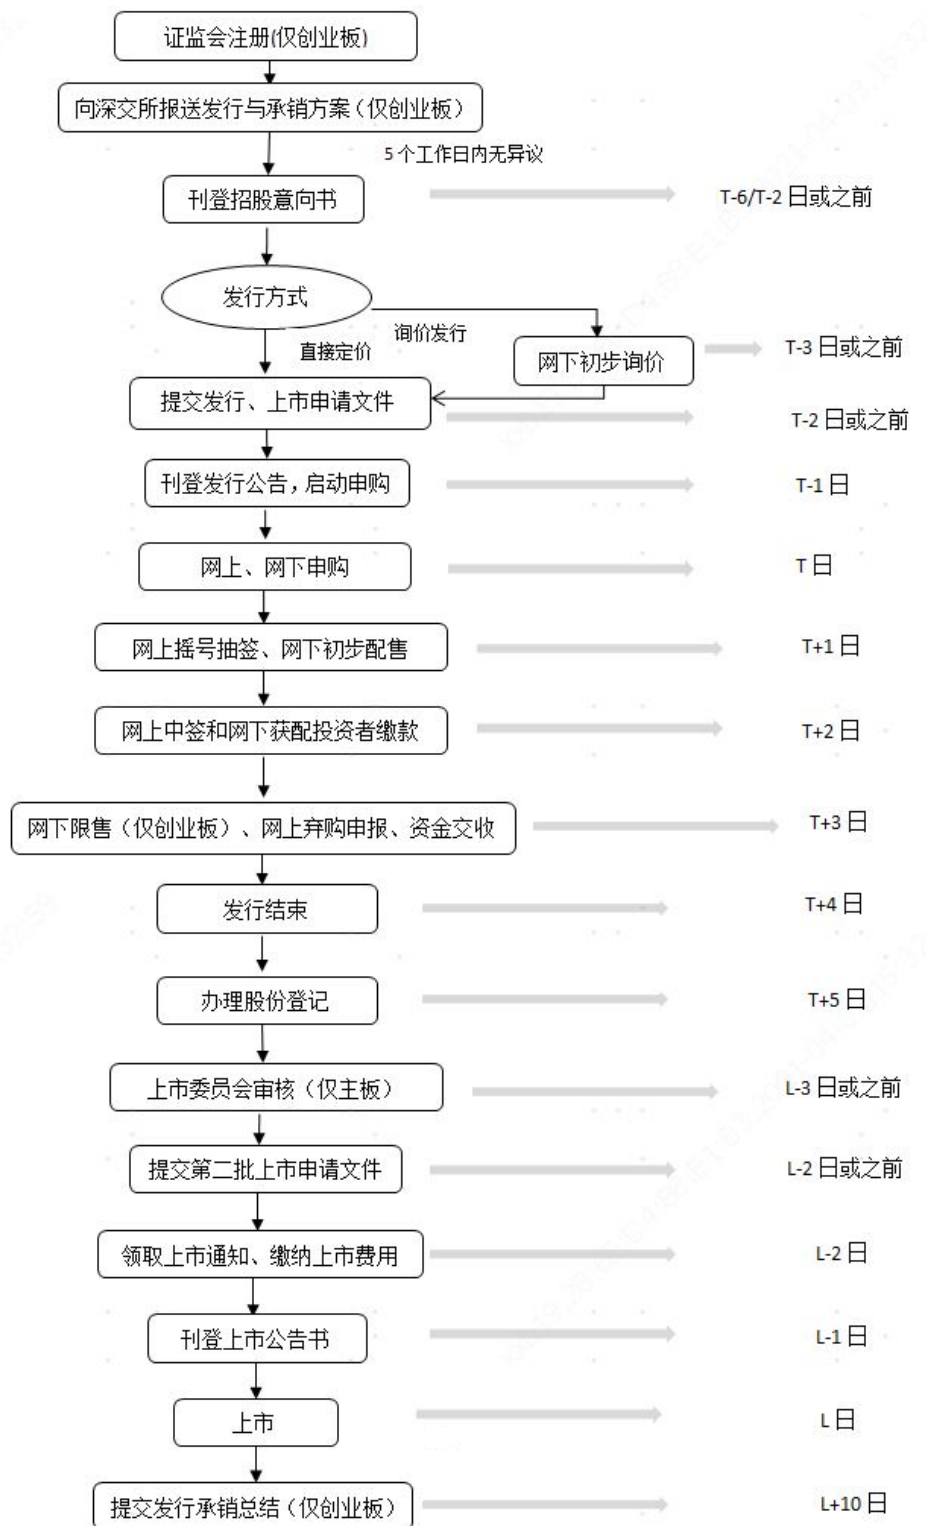 证监会注册(仅创业板)
向深交所报送发行与承销方案（仅创业板）
5个工作日内无异议
刊登招股意向书
T-6/T-2日或之前
发行方式
询价发行
直接定价
网下初步询价
T-3日或之前
提交发行、上市申请文件
T-2日或之前
刊登发行公告，启动申购
T-1日
网上、网下申购
T日
网上摇号抽签、网下初步配售
T+1日
网上中签和网下获配投资者缴款
T+2日
网下限售（仅创业板）、网上弃购申报、资金交收
T+3日
发行结束
T+4日
办理股份登记
T+5日
上市委员会审核（仅主板）
L-3日或之前
提交第二批上市申请文件
L-2日或之前
领取上市通知、缴纳上市费用
L-2日
刊登上市公告书
L-1日
上市
L日
提交发行承销总结（仅创业板）
L+10日